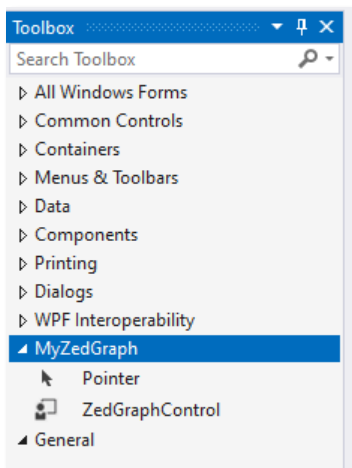 Toolbox
Search Toolbox
All Windows Forms
Common Controls
Containers
Menus & Toolbars
Data
Components
Printing
Dialogs
WPF Interoperability
MyZedGraph
Pointer
ZedGraphControl
General